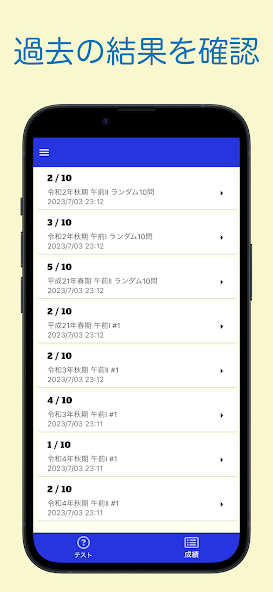 過去の結果を確認
2 / 10
令和2年秋期 午前II ランダム10問
2023/7/03 23:12
3 / 10
令和2年秋期 午前I ランダム10問
2023/7/03 23:12
5 / 10
平成21年春期 午前II ランダム10問
2023/7/03 23:12
2 / 10
平成21年春期 午前I #1
2023/7/03 23:12
2 / 10
令和3年秋期 午前II #1
2023/7/03 23:12
4 / 10
令和3年秋期 午前I #1
2023/7/03 23:11
1 / 10
令和4年秋期 午前I #1
2023/7/03 23:11
2 / 10
令和4年秋期 午前II #1
2023/7/03 23:11
テスト
成績